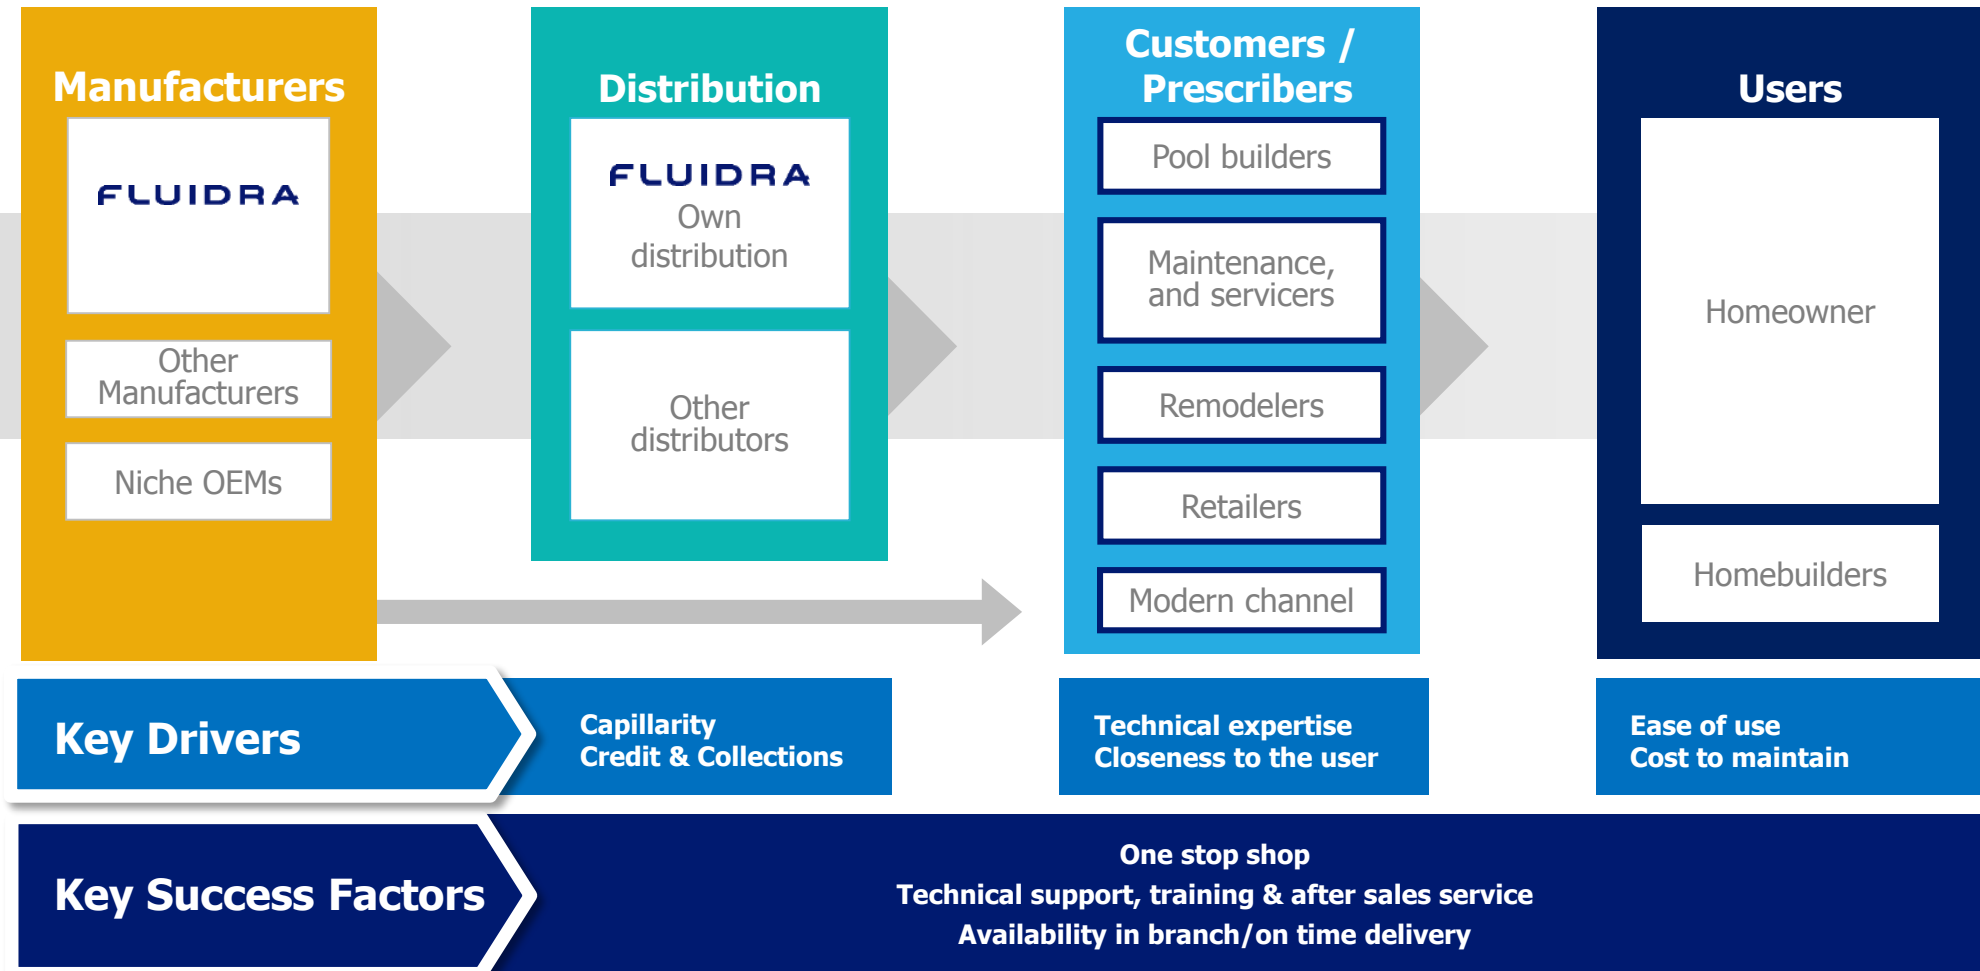 Manufacturers
FLUIDRA
Other
Manufacturers
Niche OEMs
Distribution
FLUIDRA
Own
distribution
Other
distributors
Customers /
Prescribers
Pool builders
Maintenance,
and servicers
Remodelers
Retailers
Modern channel
Users
Homeowner
Homebuilders
Key Drivers
Capillarity
Credit & Collections
Technical expertise
Closeness to the user
Ease of use
Cost to maintain
Key Success Factors
One stop shop
Technical support, training & after sales service
Availability in branch/on time delivery